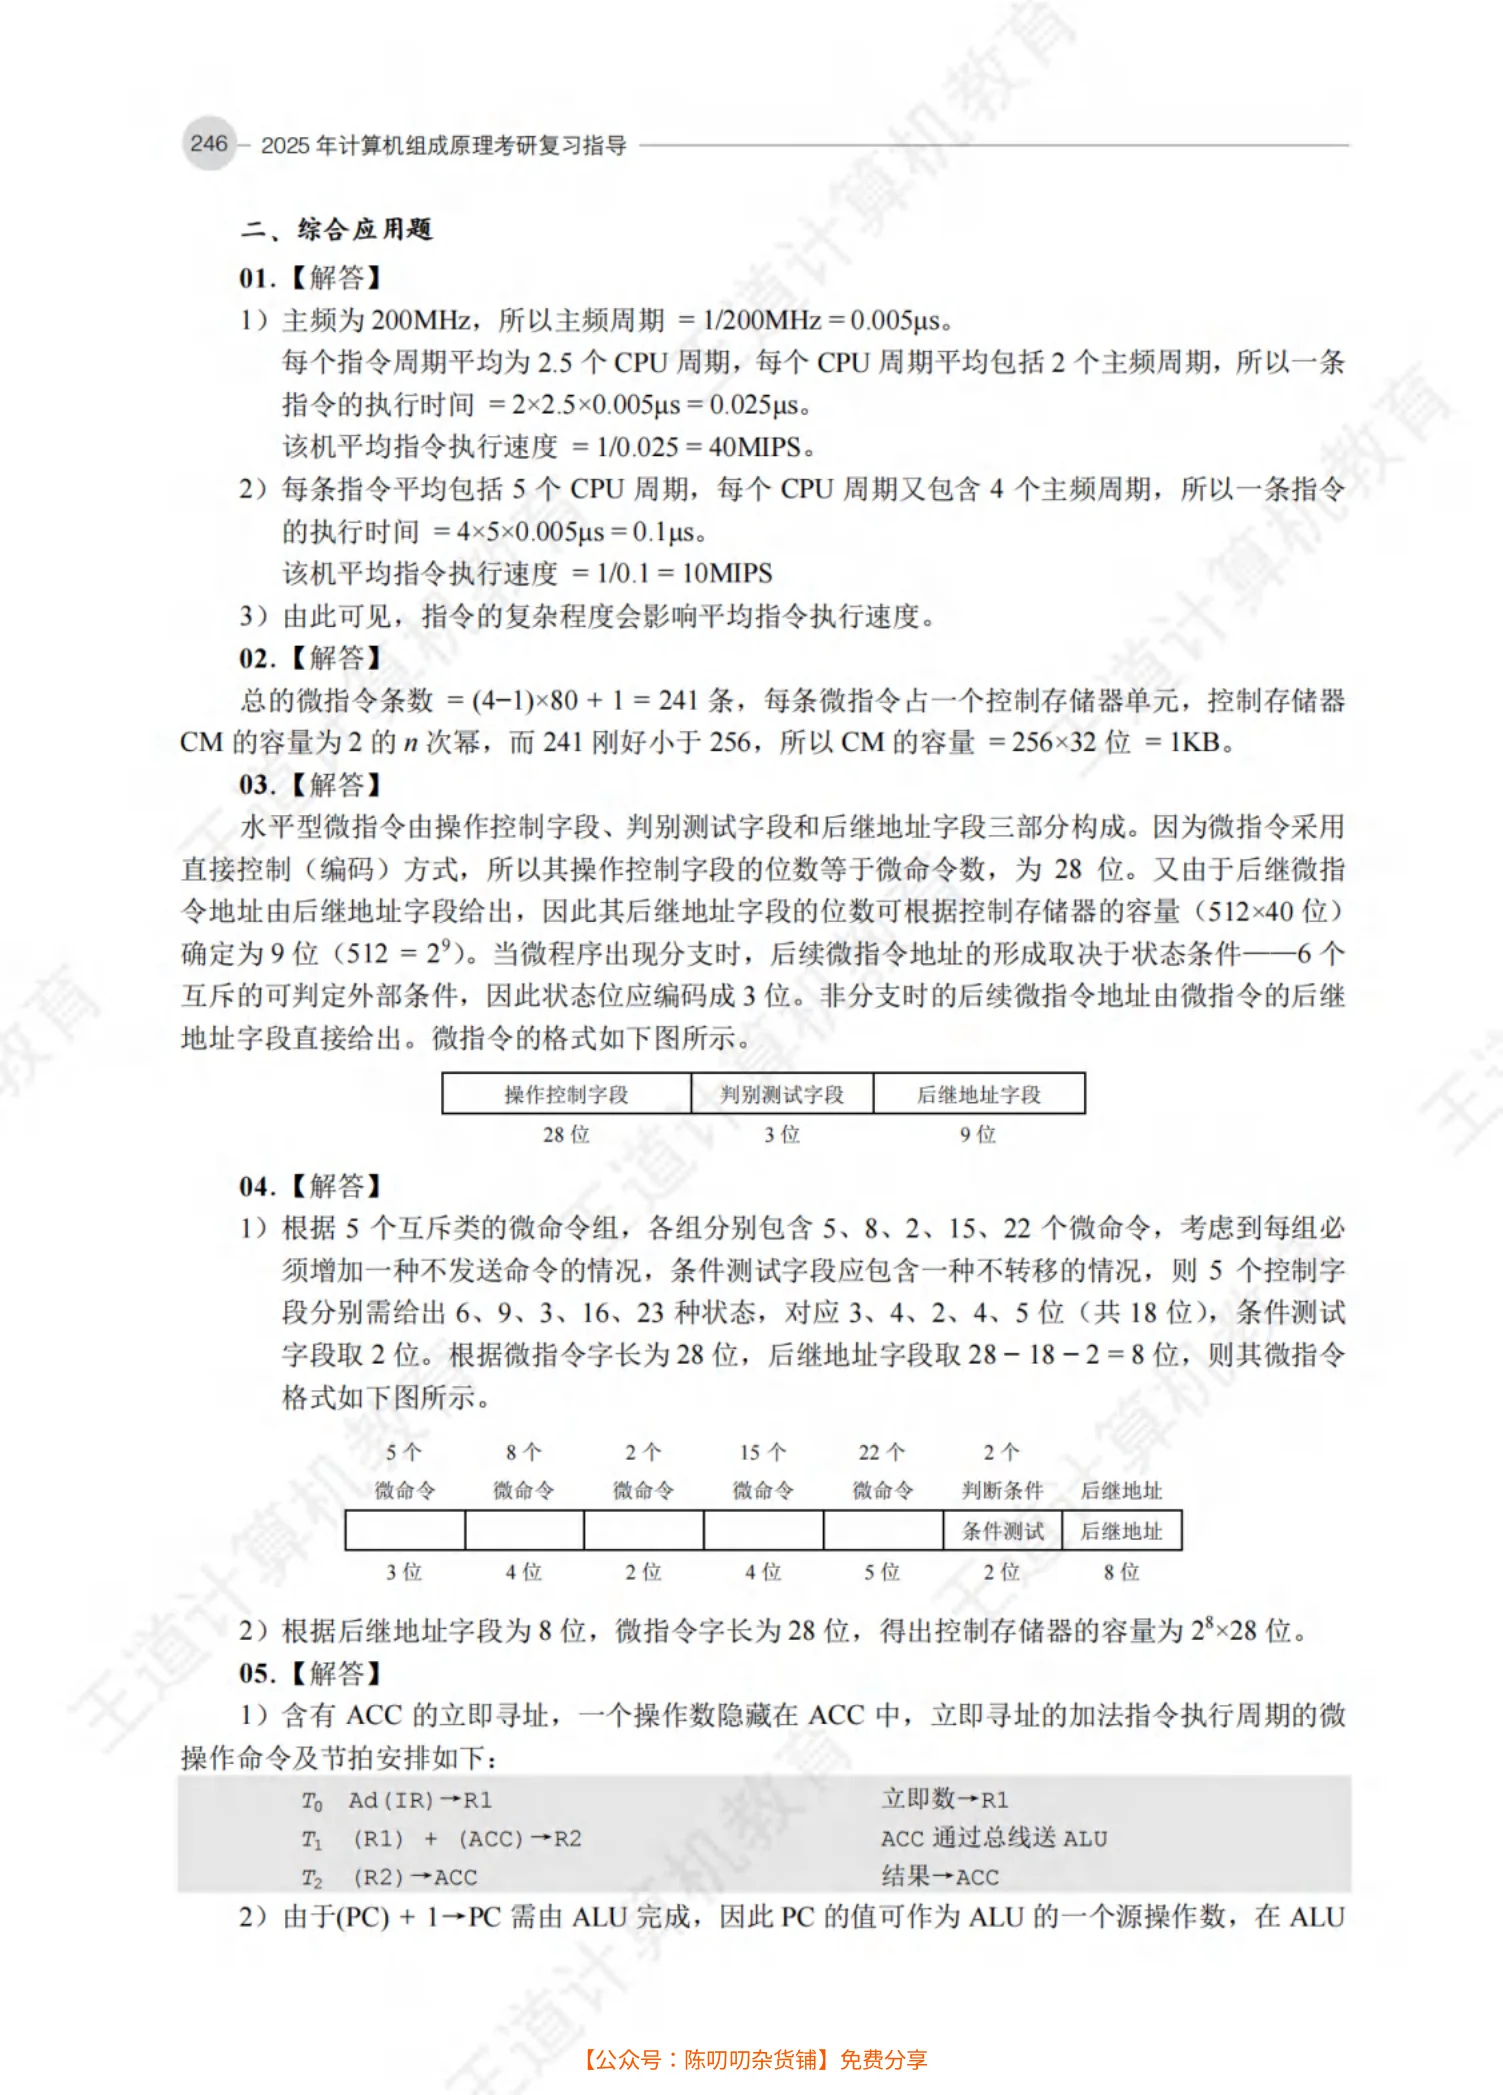 246 2025 年计算机组成原理考研复习指导
二、综合应用题
01.【解答】
1）主频为 200MHz，所以主频周期 = 1/200MHz = 0.005μs。
每个指令周期平均为 2.5 个 CPU 周期，每个 CPU 周期平均包括 2 个主频周期，所以一条
指令的执行时间 = 2×2.5×0.005μs = 0.025μs。
该机平均指令执行速度 = 1/0.025 = 40MIPS。
2）每条指令平均包括 5 个 CPU 周期，每个 CPU 周期又包含 4 个主频周期，所以一条指令
的执行时间 = 4×5×0.005μs = 0.1μs。
该机平均指令执行速度 = 1/0.1 = 10MIPS
3）由此可见，指令的复杂程度会影响平均指令执行速度。
02.【解答】
总的微指令条数 = (4−1)×80 + 1 = 241 条，每条微指令占一个控制存储器单元，控制存储器
CM 的容量为 2 的 n 次幂，而 241 刚好小于 256，所以 CM 的容量 = 256×32 位 = 1KB。
03.【解答】
水平型微指令由操作控制字段、判别测试字段和后继地址字段三部分构成。因为微指令采用
直接控制（编码）方式，所以其操作控制字段的位数等于微命令数，为 28 位。又由于后继微指
令地址由后继地址字段给出，因此其后继地址字段的位数可根据控制存储器的容量（512×40 位）
确定为 9 位（512 = 2⁹）。当微程序出现分支时，后续微指令地址的形成取决于状态条件——6 个
互斥的可判定外部条件，因此状态位应编码成 3 位。非分支时的后续微指令地址由微指令的后继
地址字段直接给出。微指令的格式如下图所示。
操作控制字段 判别测试字段 后继地址字段
28 位 3 位 9 位
04.【解答】
1）根据 5 个互斥类的微命令组，各组分别包含 5、8、2、15、22 个微命令，考虑到每组必
须增加一种不发送命令的情况，条件测试字段应包含一种不转移的情况，则 5 个控制字
段分别需给出 6、9、3、16、23 种状态，对应 3、4、2、4、5 位（共 18 位），条件测试
字段取 2 位。根据微指令字长为 28 位，后继地址字段取 28 − 18 − 2 = 8 位，则其微指令
格式如下图所示。
5 个 8 个 2 个 15 个 22 个 2 个
微命令 微命令 微命令 微命令 微命令 判断条件 后继地址
条件测试 后继地址
3 位 4 位 2 位 4 位 5 位 2 位 8 位
2）根据后继地址字段为 8 位，微指令字长为 28 位，得出控制存储器的容量为 2⁸×28 位。
05.【解答】
1）含有 ACC 的立即寻址，一个操作数隐藏在 ACC 中，立即寻址的加法指令执行周期的微
操作命令及节拍安排如下：
T₀ Ad(IR)→R1 立即数→R1
T₁ (R1) + (ACC)→R2 ACC 通过总线送 ALU
T₂ (R2)→ACC 结果→ACC
2）由于(PC) + 1→PC 需由 ALU 完成，因此 PC 的值可作为 ALU 的一个源操作数，在 ALU
【公众号：陈叨叨杂货铺】免费分享